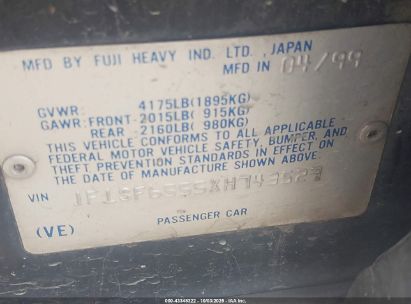 MFD BY FUJI HEAVY IND. LTD. JAPAN
MFD IN 04/99
GVWR: 4175LB(1895KG)
GAWR: FRONT-2015LB( 915KG)
REAR 2160LB( 980KG)
THIS VEHICLE CONFORMS TO ALL APPLICABLE
FEDERAL MOTOR VEHICLE SAFETY, BUMPER, AND
THEFT PREVENTION STANDARDS IN EFFECT ON
THE DATE OF MANUFACTURE SHOWN ABOVE.
VIN
PASSENGER CAR
(VE)